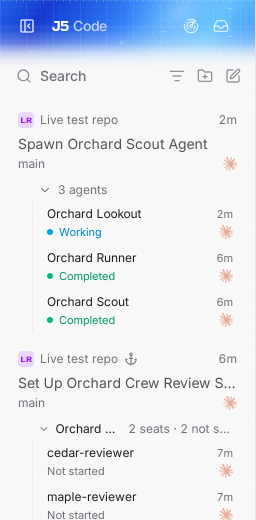 J5 Code
Search
LR Live test repo 2m
Spawn Orchard Scout Agent
main
3 agents
Orchard Lookout 2m
Working
Orchard Runner 6m
Completed
Orchard Scout 6m
Completed
LR Live test repo 6m
Set Up Orchard Crew Review S...
main
Orchard ... 2 seats · 2 not s...
cedar-reviewer 7m
Not started
maple-reviewer 7m
Not started